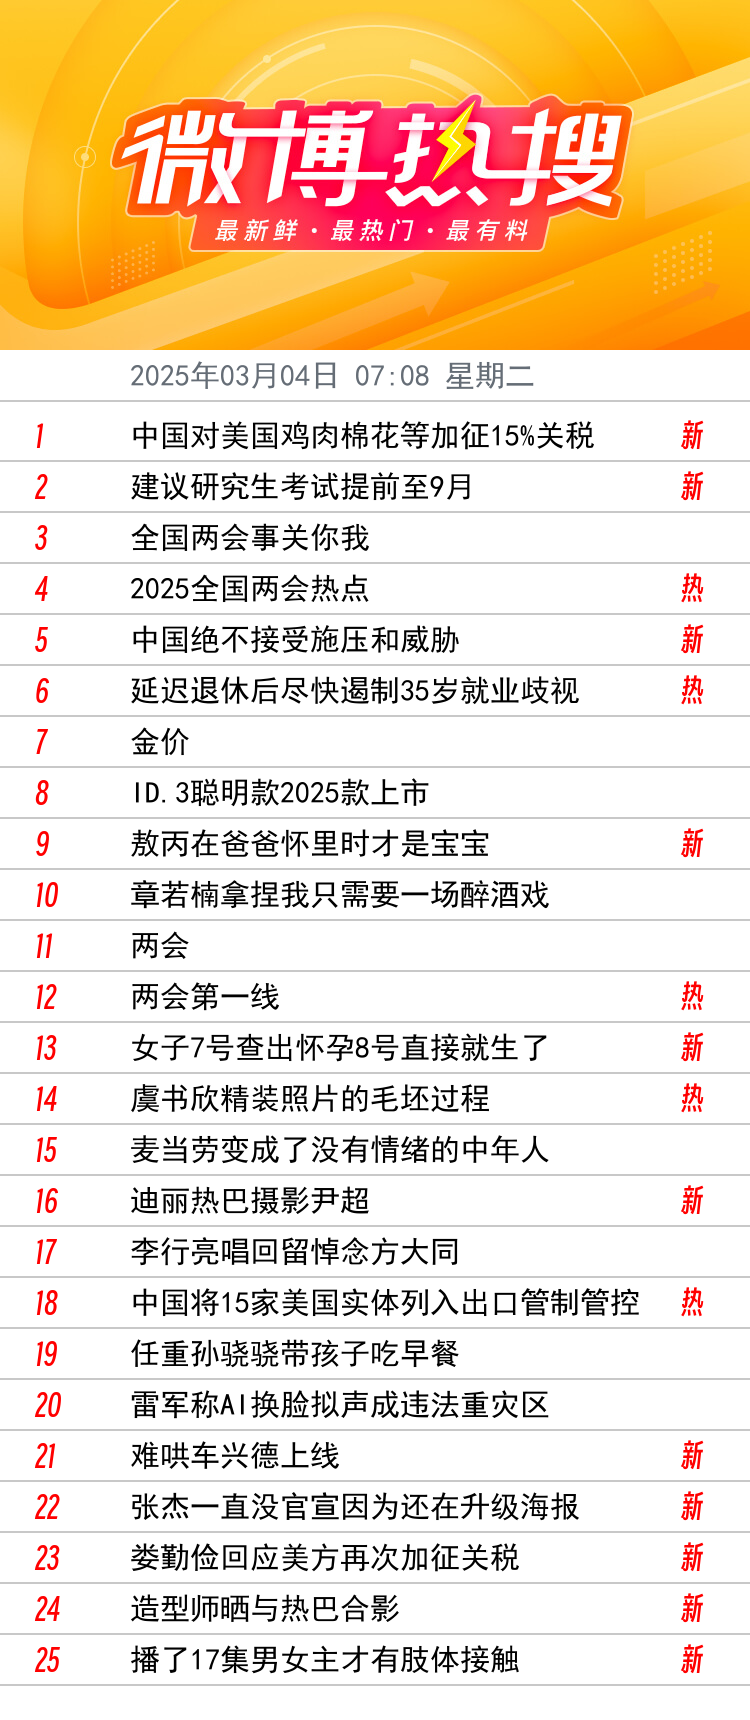 微博热搜
最新鲜·最热门·最有料
2025年03月04日 07:08 星期二
1 中国对美国鸡肉棉花等加征15%关税 新
2 建议研究生考试提前至9月 新
3 全国两会事关你我
4 2025全国两会热点 热
5 中国绝不接受施压和威胁 新
6 延迟退休后尽快遏制35岁就业歧视 热
7 金价
8 ID.3聪明款2025款上市
9 敖丙在爸爸怀里时才是宝宝 新
10 章若楠拿捏我只需要一场醉酒戏
11 两会
12 两会第一线 热
13 女子7号查出怀孕8号直接就生了 新
14 虞书欣精装照片的毛坯过程 热
15 麦当劳变成了没有情绪的中年人
16 迪丽热巴摄影尹超 新
17 李行亮唱回留悼念方大同
18 中国将15家美国实体列入出口管制管控 热
19 任重孙骁骁带孩子吃早餐
20 雷军称AI换脸拟声成违法重灾区
21 难哄车兴德上线 新
22 张杰一直没官宣因为还在升级海报 新
23 娄勤俭回应美方再次加征关税 新
24 造型师晒与热巴合影 新
25 播了17集男女主才有肢体接触 新